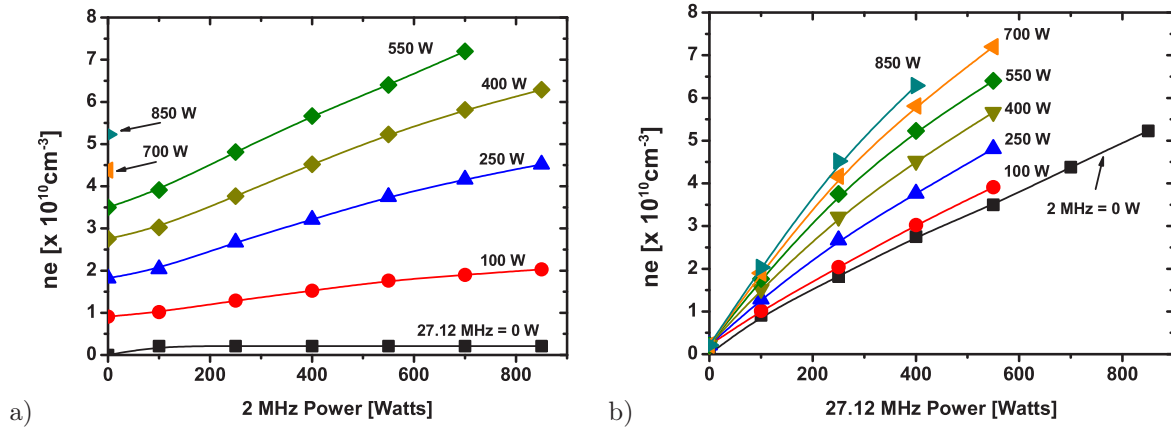 8
7
6
5
4
3
2
1
0
ne [x 10¹⁰cm⁻³]
550 W
400 W
850 W
700 W
250 W
100 W
27.12 MHz = 0 W
0 200 400 600 800
2 MHz Power [Watts]
a)
8
7
6
5
4
3
2
1
0
ne [x 10¹⁰cm⁻³]
700 W
850 W
550 W
400 W
250 W
100 W
2 MHz = 0 W
0 200 400 600 800
27.12 MHz Power [Watts]
b)